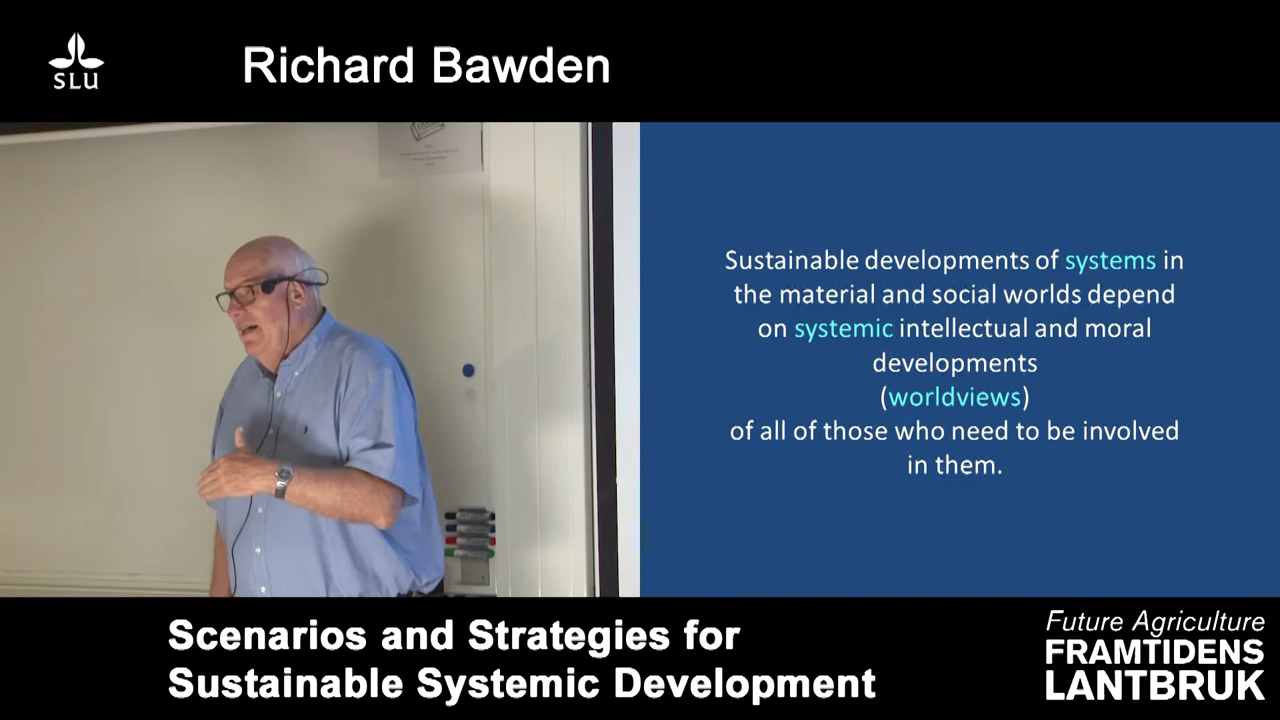 SLU
Richard Bawden
Sustainable developments of systems in
the material and social worlds depend
on systemic intellectual and moral
developments
(worldviews)
of all of those who need to be involved
in them.
Scenarios and Strategies for
Sustainable Systemic Development
Future Agriculture
FRAMTIDENS
LANTBRUK